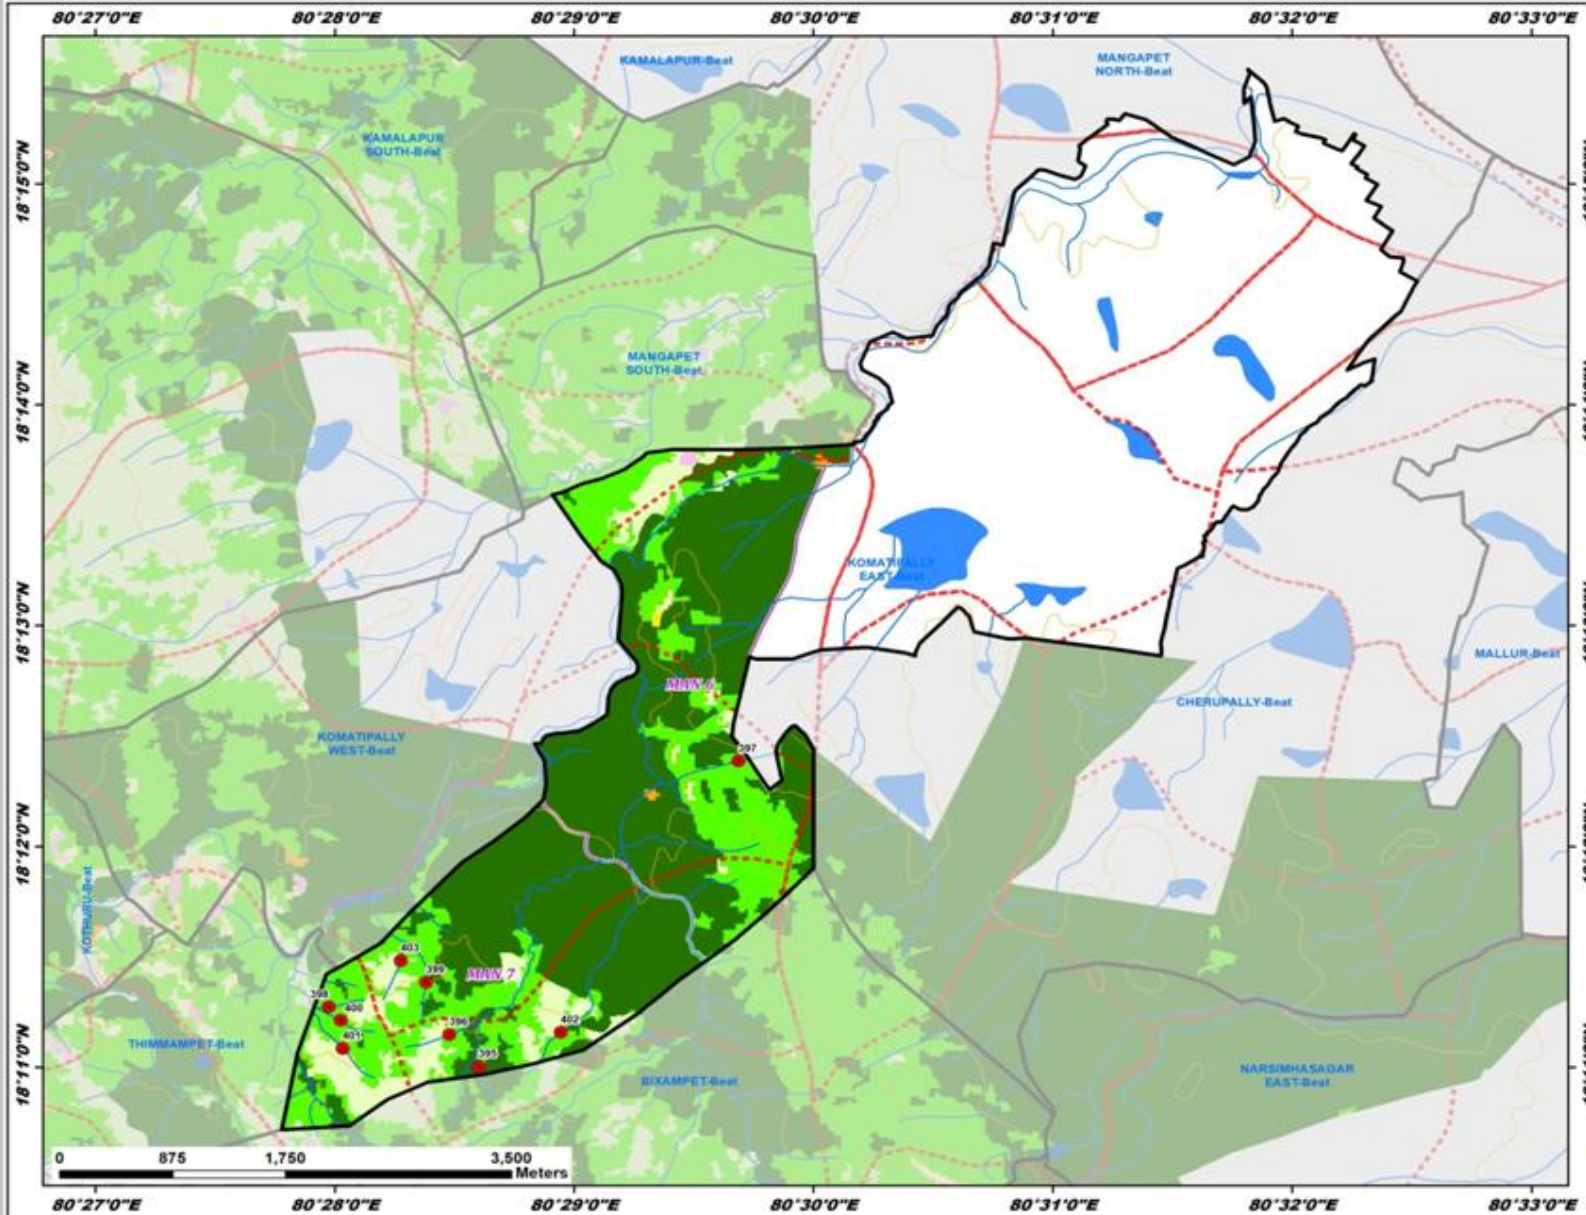 80°27'0"E 80°28'0"E 80°29'0"E 80°30'0"E 80°31'0"E 80°32'0"E 80°33'0"E
KAMALAPUR-Beat
MANGAPET
NORTH-Beat
KAMALAPUR
SOUTH-Beat
18°15'0"N
MANGAPET
SOUTH-Beat
18°14'0"N
KOMATIPALLY
EAST-Beat
18°13'0"N
MALLUR-Beat
MAN 6
CHERUPALLY-Beat
KOMATIPALLY
WEST-Beat
397
18°12'0"N
KOTHURU-Beat
403
399
MAN 7
398
400
402
396
401
THIMMAMPET-Beat
395
18°11'0"N
BIXAMPET-Beat
NARSIMHASAGAR
EAST-Beat
0 875 1,750 3,500
Meters
80°27'0"E 80°28'0"E 80°29'0"E 80°30'0"E 80°31'0"E 80°32'0"E 80°33'0"E